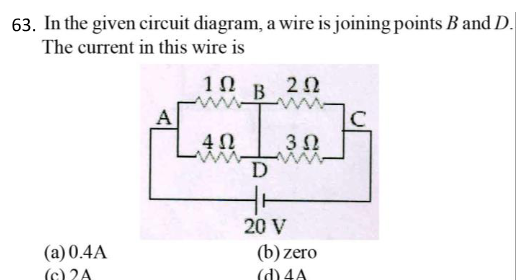 63. In the given circuit diagram, a wire is joining points B and D.
The current in this wire is
1 Ω B 2 Ω
A C
4 Ω 3 Ω
D
20 V
(a) 0.4A (b) zero
(c) 2A (d) 4A